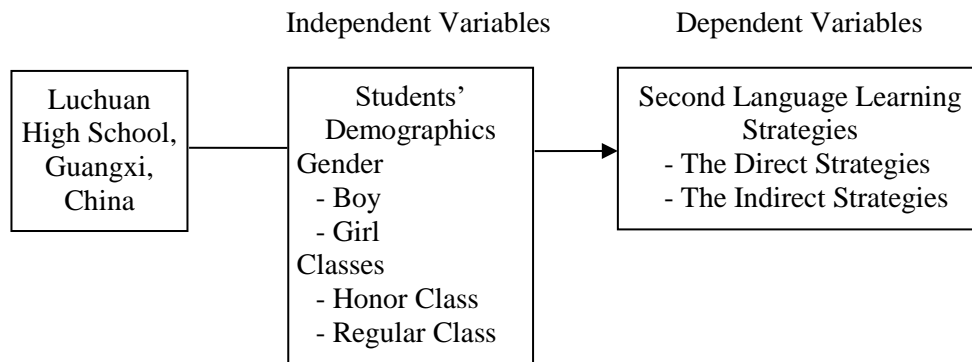 Independent Variables
Dependent Variables
Luchuan
High School,
Guangxi,
China
Students’
Demographics
Gender
- Boy
- Girl
Classes
- Honor Class
- Regular Class
Second Language Learning
Strategies
- The Direct Strategies
- The Indirect Strategies